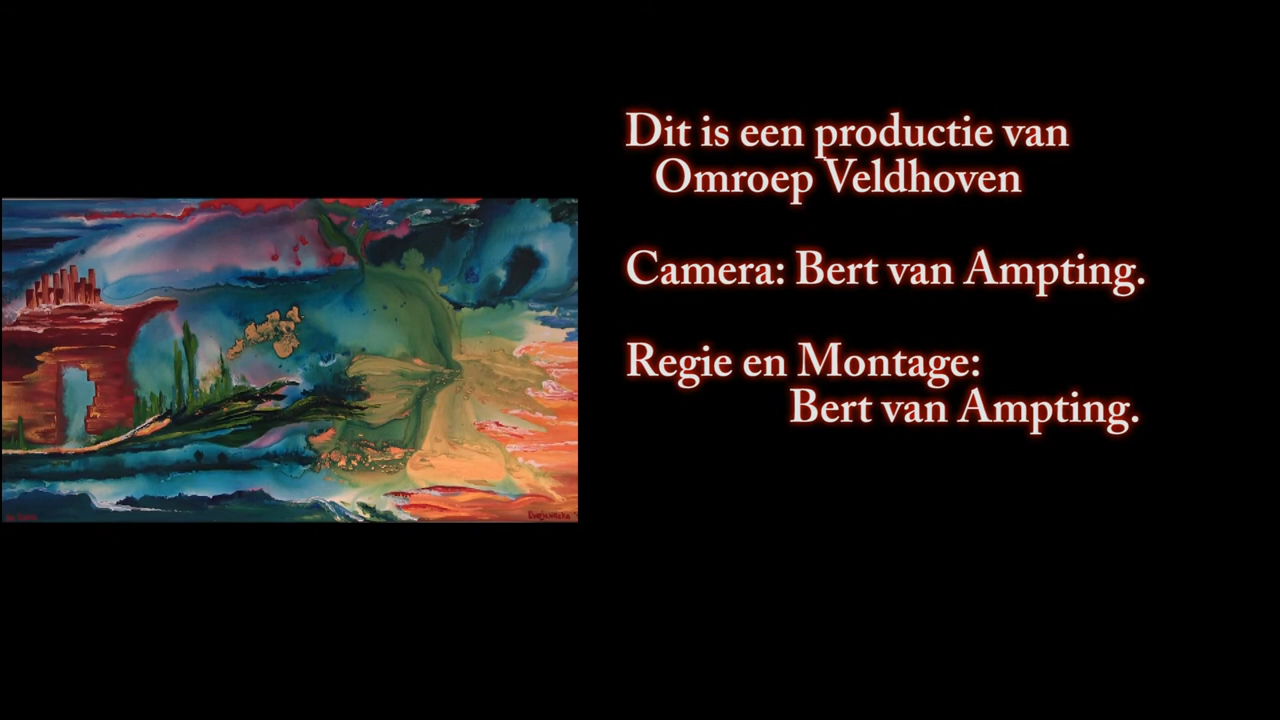 Dit is een productie van
Omroep Veldhoven
Camera: Bert van Ampting.
Regie en Montage:
Bert van Ampting.